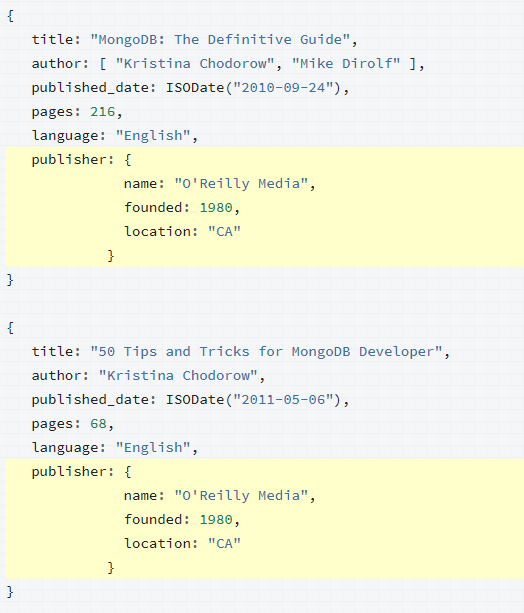 {
   title: "MongoDB: The Definitive Guide",
   author: [ "Kristina Chodorow", "Mike Dirolf" ],
   published_date: ISODate("2010-09-24"),
   pages: 216,
   language: "English",
   publisher: {
              name: "O'Reilly Media",
              founded: 1980,
              location: "CA"
            }
}

{
   title: "50 Tips and Tricks for MongoDB Developer",
   author: "Kristina Chodorow",
   published_date: ISODate("2011-05-06"),
   pages: 68,
   language: "English",
   publisher: {
              name: "O'Reilly Media",
              founded: 1980,
              location: "CA"
            }
}